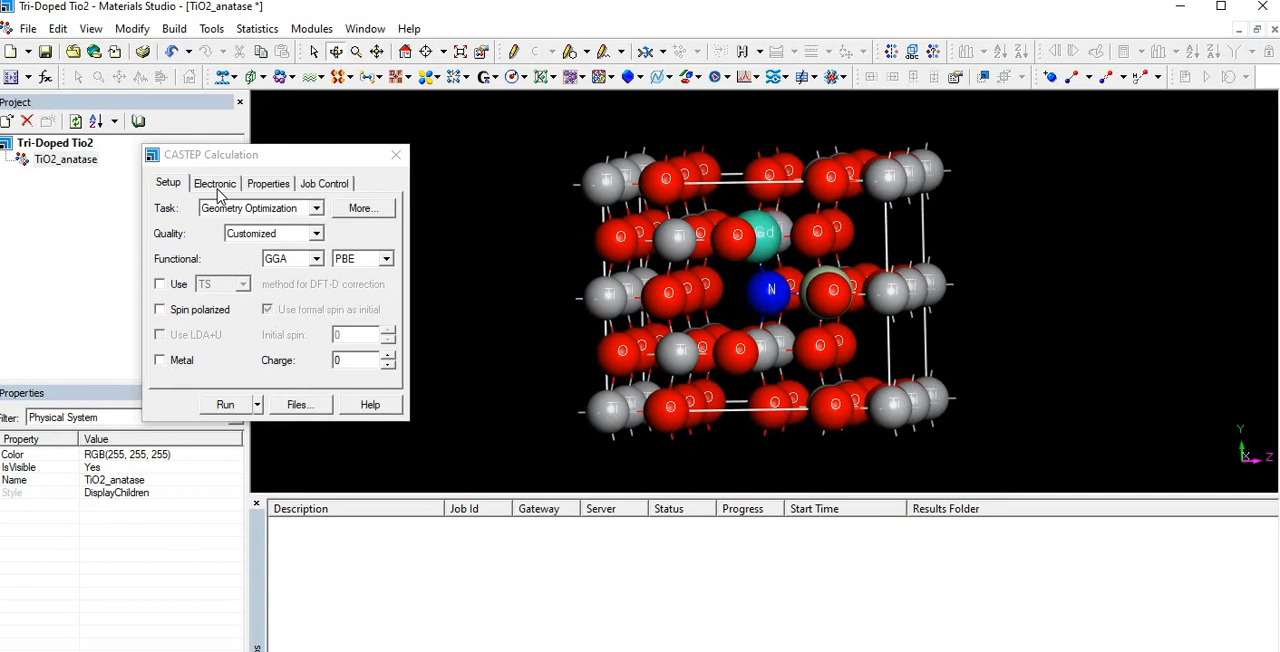 Tri-Doped Tio2 - Materials Studio - [TiO2_anatase *]
File Edit View Modify Build Tools Statistics Modules Window Help
Project
Tri-Doped Tio2
TiO2_anatase
CASTEP Calculation
Setup Electronic Properties Job Control
Task: Geometry Optimization More...
Quality: Customized
Functional: GGA PBE
Use TS method for DFT-D correction
Spin polarized Use formal spin as initial
Use LDA+U Initial spin: 0
Metal Charge: 0
Run Files... Help
Gd
N
Properties
Filter: Physical System
Property Value
Color RGB(255, 255, 255)
IsVisible Yes
Name TiO2_anatase
Style DisplayChildren
Y
X Z
Description Job Id Gateway Server Status Progress Start Time Results Folder